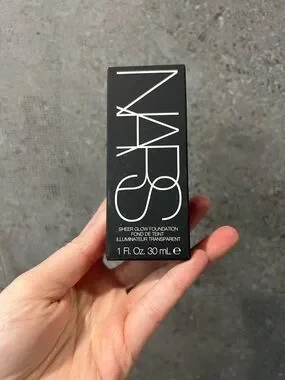 NARS
SHEER GLOW FOUNDATION
FOND DE TEINT
ILLUMINATEUR TRANSPARENT
1 Fl. Oz. 30 mL ℮